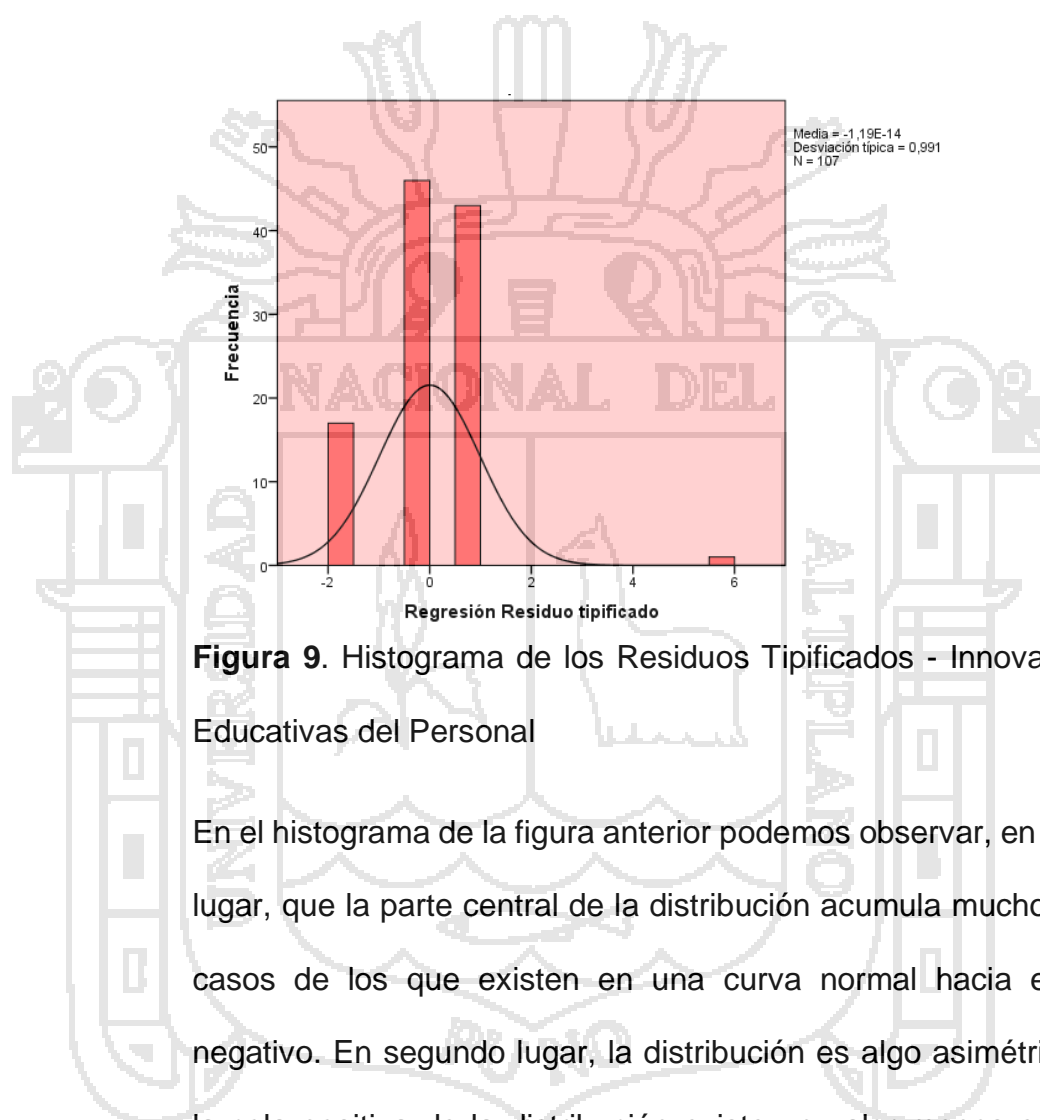 Media = -1,19E-14
Desviación típica = 0,991
N = 107
50
40
30
20
10
0
Frecuencia
-2 0 2 4 6
Regresión Residuo tipificado
NACIONAL DEL
UNIVERSIDAD
ALTIPLANO
Figura 9. Histograma de los Residuos Tipificados - Innova
Educativas del Personal
En el histograma de la figura anterior podemos observar, en
lugar, que la parte central de la distribución acumula mucho
casos de los que existen en una curva normal hacia e
negativo. En segundo lugar, la distribución es algo asimétri